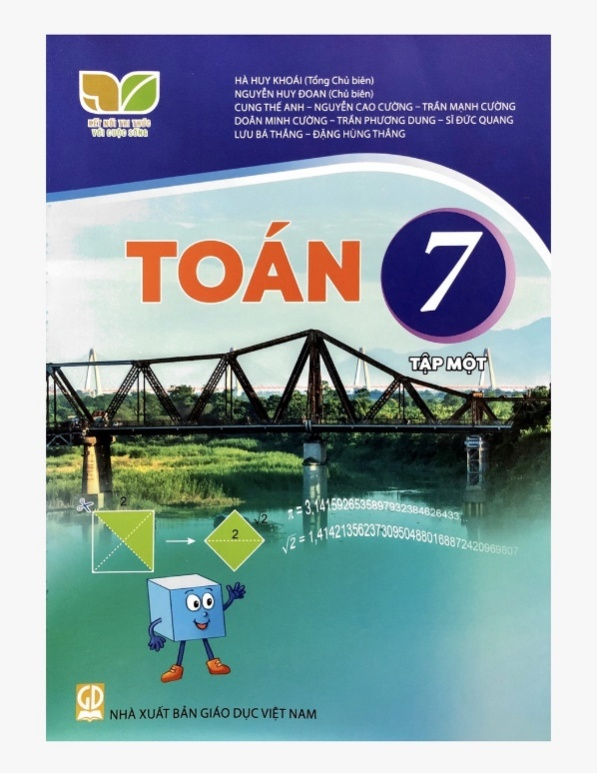 KẾT NỐI TRI THỨC
VỚI CUỘC SỐNG
HÀ HUY KHOÁI (Tổng Chủ biên)
NGUYỄN HUY ĐOAN (Chủ biên)
CUNG THẾ ANH – NGUYỄN CAO CƯỜNG – TRẦN MẠNH CƯỜNG
DOÃN MINH CƯỜNG – TRẦN PHƯƠNG DUNG – SĨ ĐỨC QUANG
LƯU BÁ THẮNG – ĐẶNG HÙNG THẮNG
TOÁN 7
TẬP MỘT
π = 3,1415926535897932384626433
√2 = 1,41421356237309504880168872420969807
2
2
√2
GD
NHÀ XUẤT BẢN GIÁO DỤC VIỆT NAM